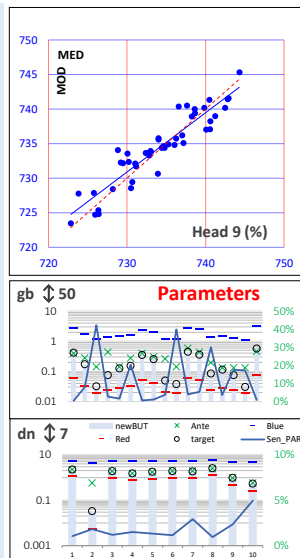 750
MED
MOD
745
740
735
730
725
720
Head 9 (%)
720 730 740 750
gb ↕ 50 Parameters
10 50%
1 40%
30%
0.1 20%
10%
0.01 0%
newBUT Ante Blue
Red target Sen_PAR
dn ↕ 7
10 10%
0.1 5%
0.001 0%
1 2 3 4 5 6 7 8 9 10